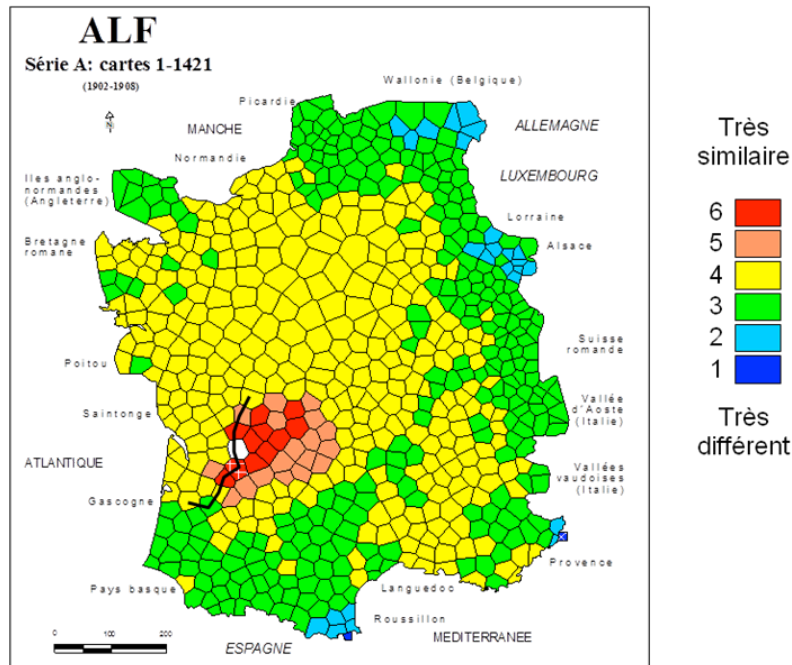 ALF
Série A: cartes 1-1421
(1902-1908)
N
Wallonie (Belgique)
Picardie
MANCHE
ALLEMAGNE
Normandie
LUXEMBOURG
Iles anglo-
normandes
(Angleterre)
Lorraine
Bretagne
romane
Alsace
Suisse
romande
Poitou
Vallée
d'Aoste
(Italie)
Saintonge
ATLANTIQUE
Vallées
vaudoises
(Italie)
Gascogne
Provence
Pays basque
Languedoc
Roussillon
MEDITERRANEE
ESPAGNE
0 100 200
Très
similaire
6
5
4
3
2
1
Très
différent